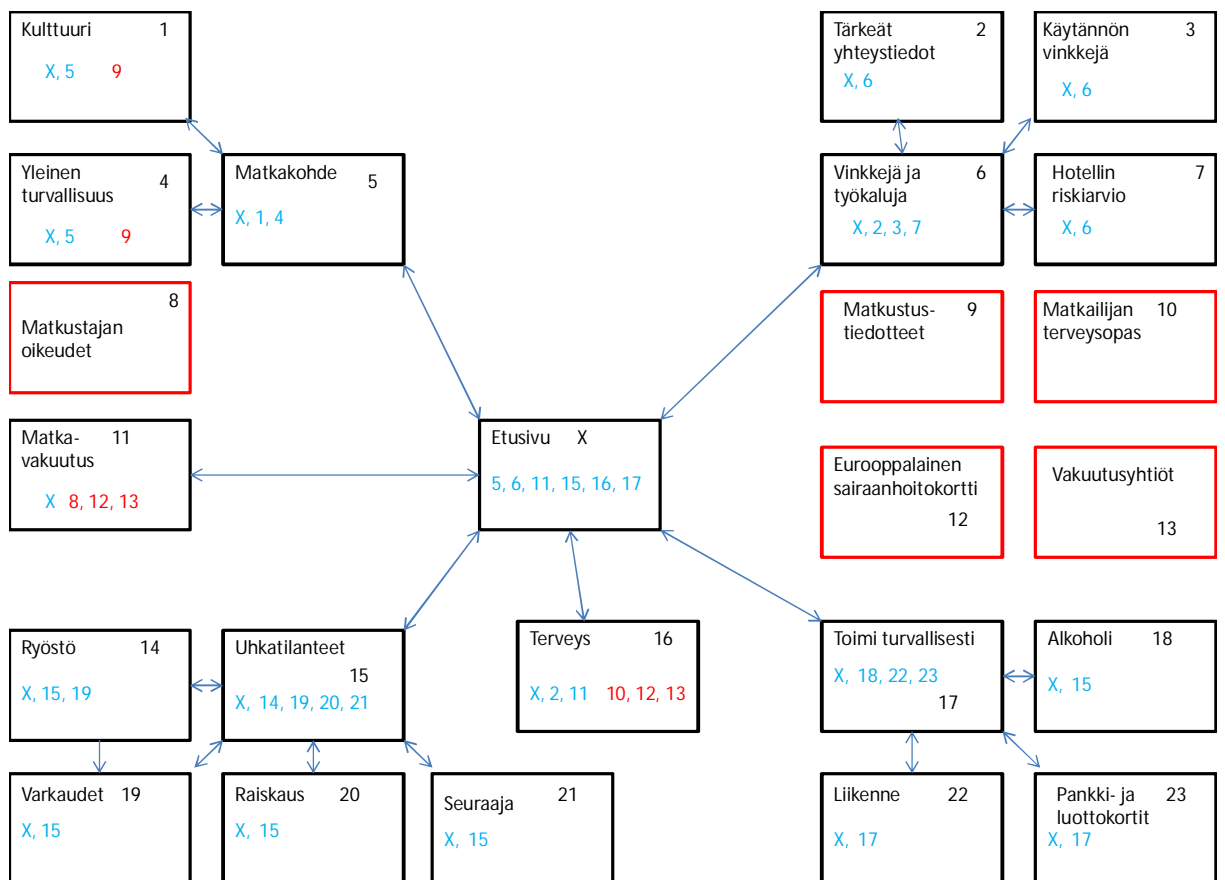 Kulttuuri 1
X, 5 9
Tärkeät 2
yhteystiedot
X, 6
Käytännön 3
vinkkejä
X, 6
Yleinen
turvallisuus 4
X, 5 9
Matkakohde 5
X, 1, 4
Vinkkejä ja 6
työkaluja
X, 2, 3, 7
Hotellin 7
riskiarvio
X, 6
8
Matkustajan
oikeudet
Matkustus- 9
tiedotteet
Matkailijan 10
terveysopas
Matka- 11
vakuutus
X 8, 12, 13
Etusivu X
5, 6, 11, 15, 16, 17
Eurooppalainen
sairaanhoitokortti
12
Vakuutusyhtiöt
13
Ryöstö 14
X, 15, 19
Uhkatilanteet
15
X, 14, 19, 20, 21
Terveys 16
X, 2, 11 10, 12, 13
Toimi turvallisesti
X, 18, 22, 23
17
Alkoholi 18
X, 15
Varkaudet 19
X, 15
Raiskaus 20
X, 15
Seuraaja 21
X, 15
Liikenne 22
X, 17
Pankki- ja 23
luottokortit
X, 17